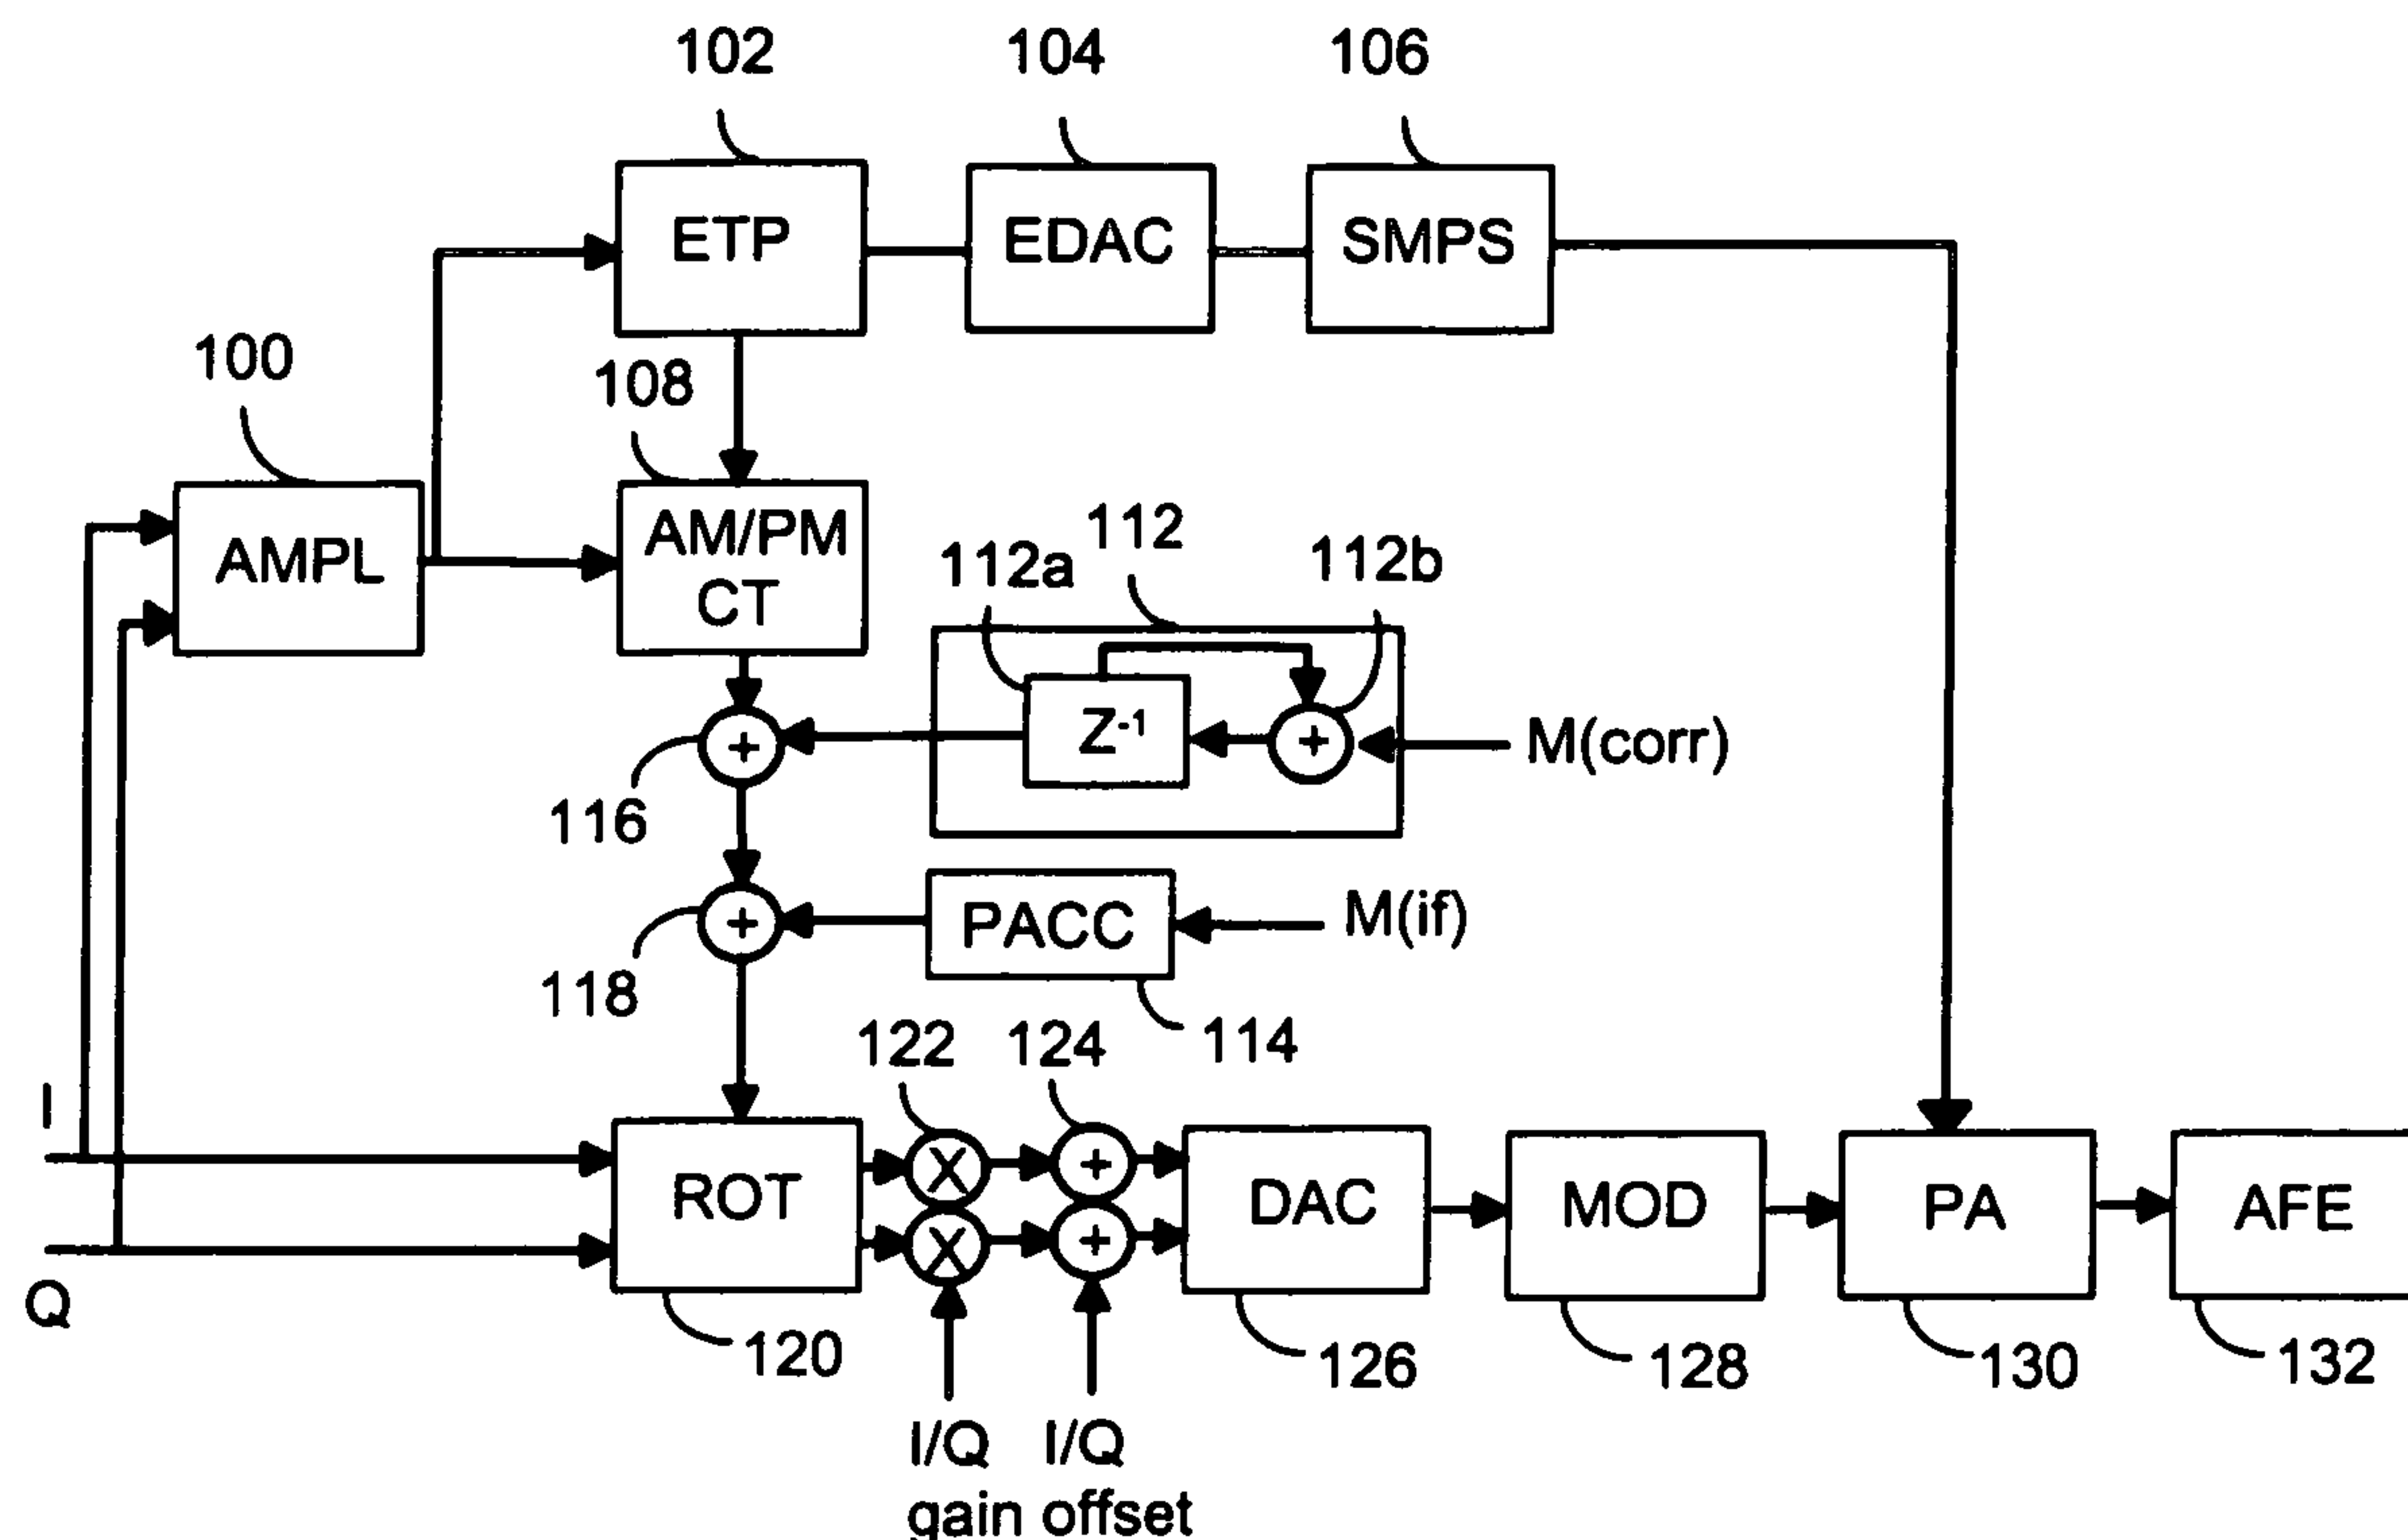 102
104
106
ETP
EDAC
SMPS
100
108
AMPL
AM/PM
CT
112
112a
112b
Z-1
M(corr)
116
PACC
M(if)
118
122
124
114
I
ROT
X
X
DAC
MOD
PA
AFE
Q
120
126
128
130
132
I/Q
gain
I/Q
offset